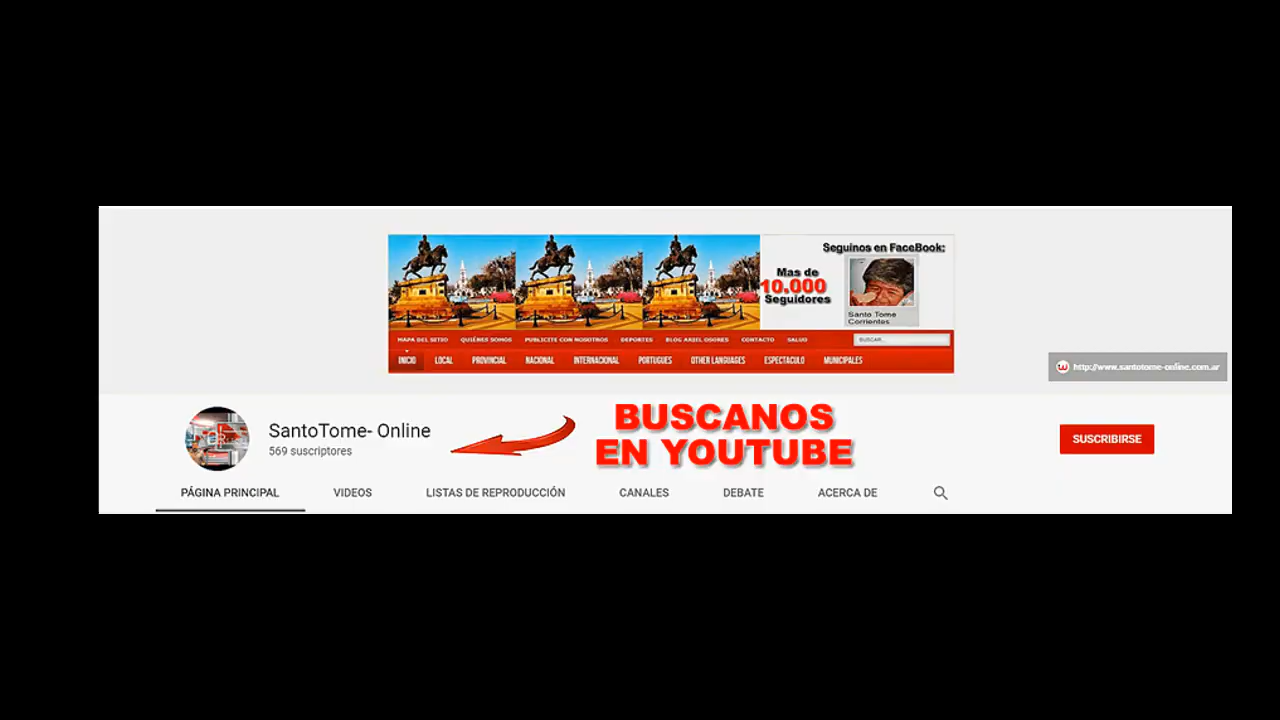 Seguinos en FaceBook:
Mas de
10.000
Seguidores
Santo Tome
Corrientes
MAPA DEL SITIO QUIÉNES SOMOS PUBLICITE CON NOSOTROS DEPORTES BLOG ARIEL OSORES CONTACTO SALUD
BUSCAR...
INICIO LOCAL PROVINCIAL NACIONAL INTERNACIONAL PORTUGUES OTHER LANGUAGES ESPECTACULO MUNICIPALES
http://www.santotome-online.com.ar
SantoTome- Online
569 suscriptores
BUSCANOS
EN YOUTUBE
SUSCRIBIRSE
PÁGINA PRINCIPAL VIDEOS LISTAS DE REPRODUCCIÓN CANALES DEBATE ACERCA DE